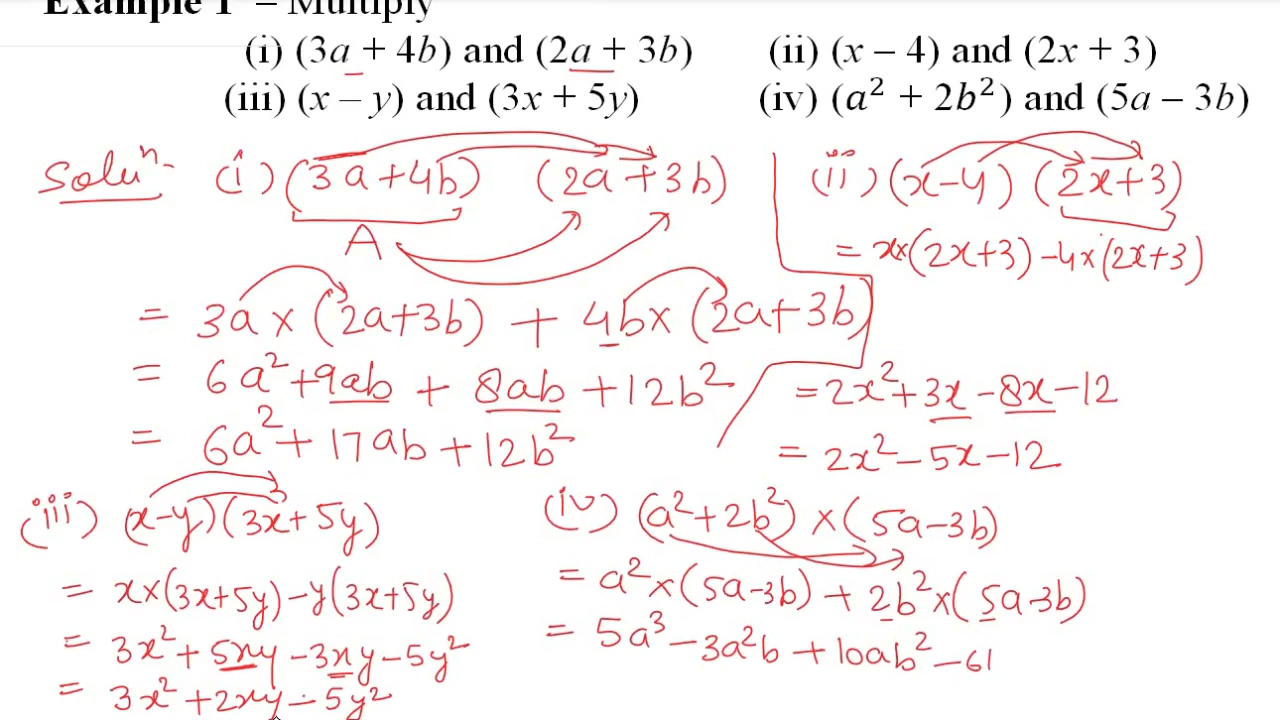 Example 1 – Multiply
(i) (3a + 4b) and (2a + 3b) (ii) (x – 4) and (2x + 3)
(iii) (x – y) and (3x + 5y) (iv) (a² + 2b²) and (5a – 3b)
Soluⁿ- (i) (3a+4b) (2a+3b) (ii) (x-4) (2x+3)
A
= x×(2x+3) -4×(2x+3)
= 3a × (2a+3b) + 4b× (2a+3b)
= 6a²+9ab + 8ab +12b²
= 2x²+3x -8x -12
= 6a²+ 17ab +12b²
= 2x² -5x -12
(iii) (x-y)(3x+5y)
(iv) (a²+2b²) ×(5a-3b)
= x×(3x+5y) -y(3x+5y)
= a²×(5a-3b) + 2b²×(5a-3b)
= 3x²+5xy -3xy -5y²
= 5a³ -3a²b +10ab² -6l
= 3x²+2xy -5y²